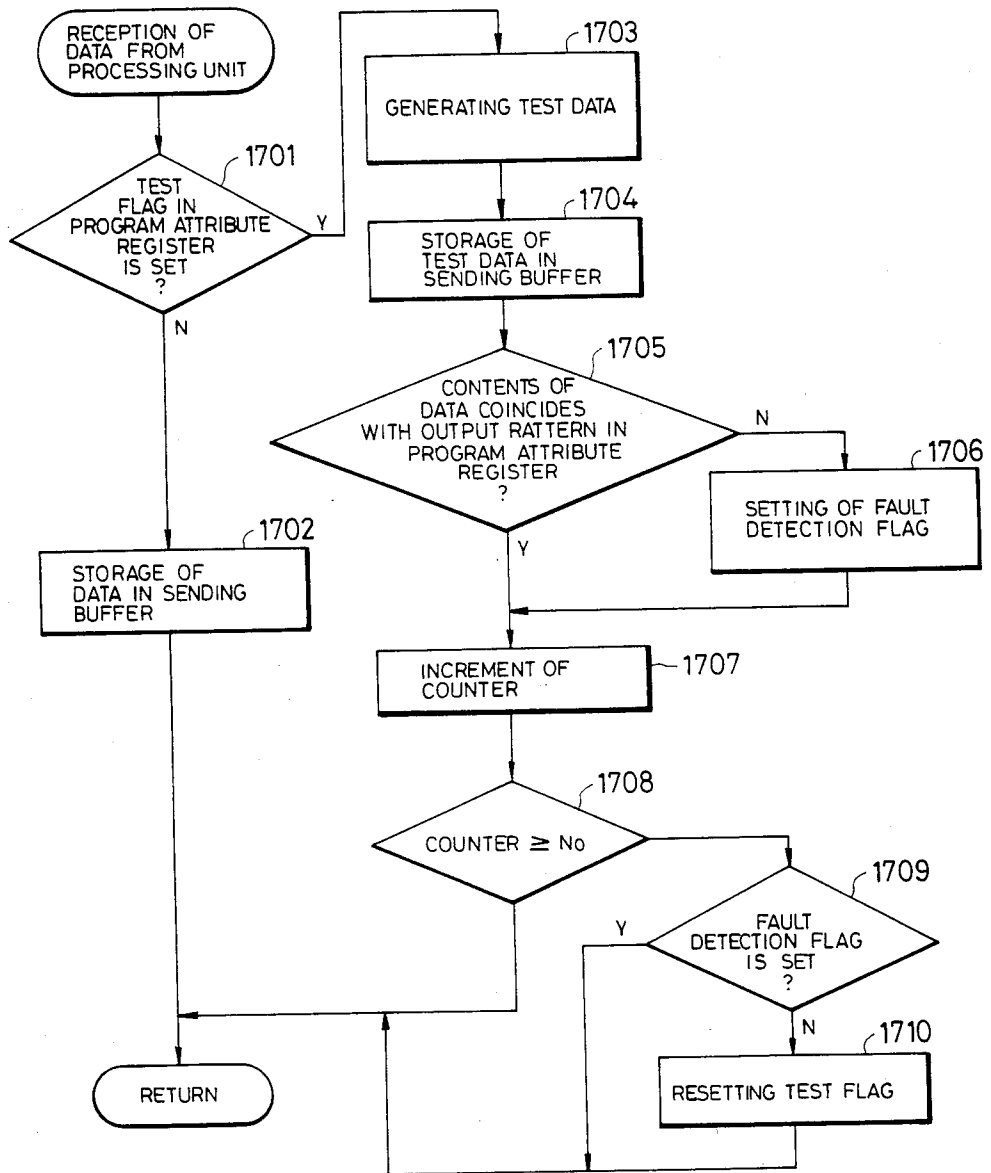 RECEPTION OF
DATA FROM
PROCESSING UNIT
1701
TEST
FLAG IN
PROGRAM ATTRIBUTE
REGISTER
IS SET
?
Y
N
1702
STORAGE OF
DATA IN SENDING
BUFFER
RETURN
1703
GENERATING TEST DATA
1704
STORAGE OF
TEST DATA IN
SENDING BUFFER
1705
CONTENTS OF
DATA COINCIDES
WITH OUTPUT RATTERN IN
PROGRAM ATTRIBUTE
REGISTER
?
N
Y
1706
SETTING OF FAULT
DETECTION FLAG
1707
INCREMENT OF
COUNTER
1708
COUNTER ≧ No
1709
FAULT
DETECTION FLAG
IS SET
?
Y
N
1710
RESETTING TEST FLAG